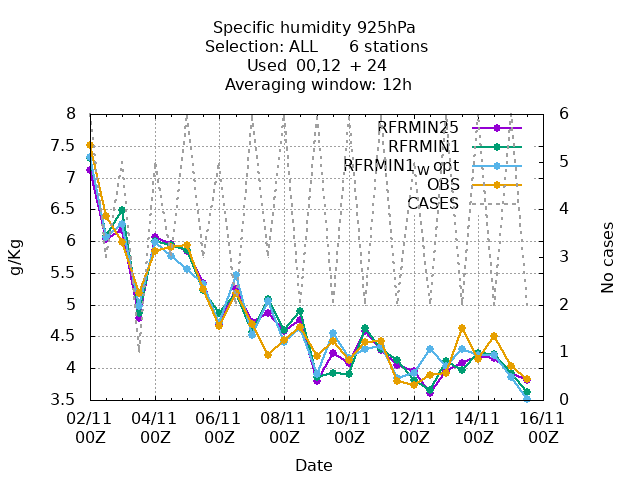 Specific humidity 925hPa
Selection: ALL 6 stations
Used 00,12 + 24
Averaging window: 12h
8
7.5
7
6.5
6
5.5
5
4.5
4
3.5
g/Kg
6
5
4
3
2
1
0
No cases
RFRMIN25
RFRMIN1
RFRMIN1w opt
OBS
CASES
02/11 04/11 06/11 08/11 10/11 12/11 14/11 16/11
00Z 00Z 00Z 00Z 00Z 00Z 00Z 00Z
Date